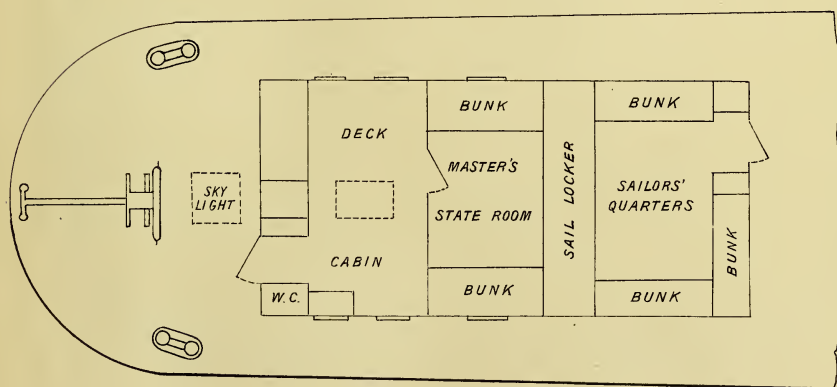 SKY
LIGHT
DECK
CABIN
W.C.
BUNK
MASTER'S
STATE ROOM
BUNK
SAIL LOCKER
BUNK
SAILORS'
QUARTERS
BUNK
BUNK